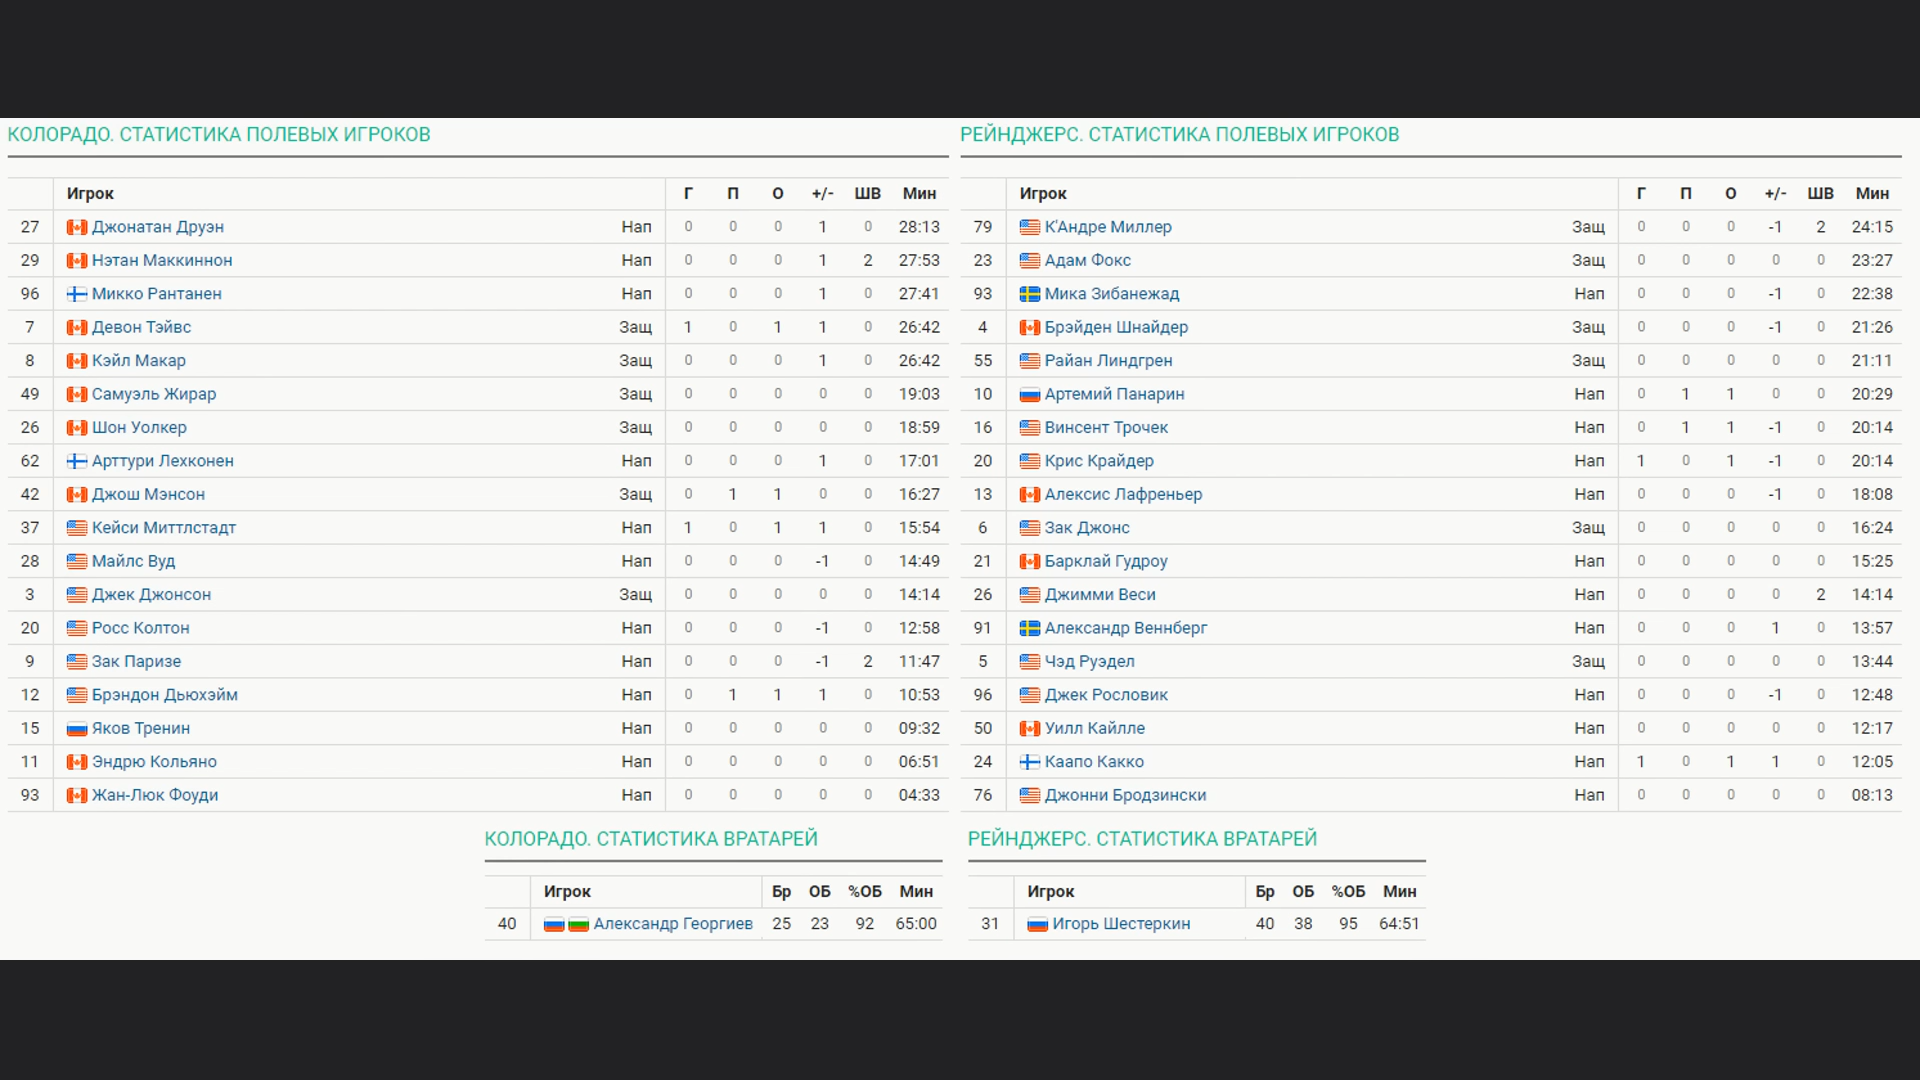 КОЛОРАДО. СТАТИСТИКА ПОЛЕВЫХ ИГРОКОВ
Игрок Г П О +/- ШВ Мин
27 Джонатан Друэн Нап 0 0 0 1 0 28:13
29 Нэтан Маккиннон Нап 0 0 0 1 2 27:53
96 Микко Рантанен Нап 0 0 0 1 0 27:41
7 Девон Тэйвс Защ 1 0 1 1 0 26:42
8 Кэйл Макар Защ 0 0 0 1 0 26:42
49 Самуэль Жирар Защ 0 0 0 0 0 19:03
26 Шон Уолкер Защ 0 0 0 0 0 18:59
62 Арттури Лехконен Нап 0 0 0 1 0 17:01
42 Джош Мэнсон Защ 0 1 1 0 0 16:27
37 Кейси Миттлстадт Нап 1 0 1 1 0 15:54
28 Майлс Вуд Нап 0 0 0 -1 0 14:49
3 Джек Джонсон Защ 0 0 0 0 0 14:14
20 Росс Колтон Нап 0 0 0 -1 0 12:58
9 Зак Паризе Нап 0 0 0 -1 2 11:47
12 Брэндон Дьюхэйм Нап 0 1 1 1 0 10:53
15 Яков Тренин Нап 0 0 0 0 0 09:32
11 Эндрю Кольяно Нап 0 0 0 0 0 06:51
93 Жан-Люк Фоуди Нап 0 0 0 0 0 04:33
РЕЙНДЖЕРС. СТАТИСТИКА ПОЛЕВЫХ ИГРОКОВ
Игрок Г П О +/- ШВ Мин
79 К'Андре Миллер Защ 0 0 0 -1 2 24:15
23 Адам Фокс Защ 0 0 0 0 0 23:27
93 Мика Зибанежад Нап 0 0 0 -1 0 22:38
4 Брэйден Шнайдер Защ 0 0 0 -1 0 21:26
55 Райан Линдгрен Защ 0 0 0 0 0 21:11
10 Артемий Панарин Нап 0 1 1 0 0 20:29
16 Винсент Трочек Нап 0 1 1 -1 0 20:14
20 Крис Крайдер Нап 1 0 1 -1 0 20:14
13 Алексис Лафреньер Нап 0 0 0 -1 0 18:08
6 Зак Джонс Защ 0 0 0 0 0 16:24
21 Барклай Гудроу Нап 0 0 0 0 0 15:25
26 Джимми Веси Нап 0 0 0 0 2 14:14
91 Александр Веннберг Нап 0 0 0 1 0 13:57
5 Чэд Руэдел Защ 0 0 0 0 0 13:44
96 Джек Рословик Нап 0 0 0 -1 0 12:48
50 Уилл Кайлле Нап 0 0 0 0 0 12:17
24 Каапо Какко Нап 1 0 1 1 0 12:05
76 Джонни Бродзински Нап 0 0 0 0 0 08:13
КОЛОРАДО. СТАТИСТИКА ВРАТАРЕЙ
Игрок Бр ОБ %ОБ Мин
40 Александр Георгиев 25 23 92 65:00
РЕЙНДЖЕРС. СТАТИСТИКА ВРАТАРЕЙ
Игрок Бр ОБ %ОБ Мин
31 Игорь Шестеркин 40 38 95 64:51